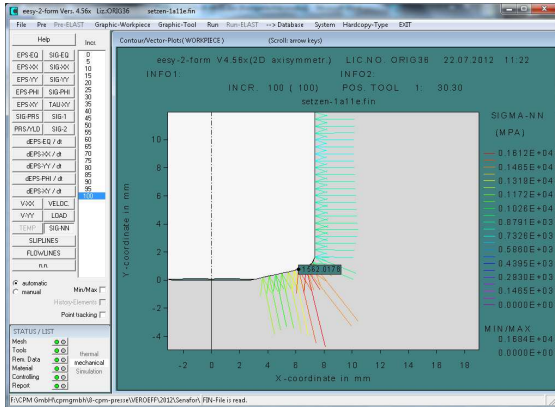 eesy-2-form Vers. 4.56x Liz:ORIG36 setzen-1a11e.fin
File Pre Pre-ELAST Graphic-Workpiece Graphic-Tool Run Run-ELAST --> Database System Hardcopy-Type EXIT
Help
Incr.
Contour/Vector-Plots(WORKPIECE) (Scroll: arrow keys)
EPS-EQ SIG-EQ
EPS-XX SIG-XX
EPS-YY SIG-YY
EPS-PHI SIG-PHI
EPS-XY TAU-XY
SIG-PRS SIG-1
PRS/YLD SIG-2
dEPS-EQ / dt
dEPS-XX / dt
dEPS-YY / dt
dEPS-PHI / dt
dEPS-XY / dt
V-XX VELOC.
V-YY LOAD
TEMP SIG-NN
SLIPLINES
FLOWLINES
n.n.
0
5
10
15
20
25
30
35
40
45
50
55
60
65
70
75
80
85
90
95
100
automatic
manual
Min/Max
History-Elements
Point tracking
STATUS / LIST
Mesh
Tools
Rem. Data
Material
Controlling
Report
thermal
mechanical
Simulation
eesy-2-form V4.56x(2D axisymmetr.) LIC NO. ORIG36 22.07.2012 11:22
INFO1: INFO2:
INCR. 100 ( 100) POS. TOOL 1: 30.30
setzen-1a11e.fin
SIGMA-NN
(MPA)
0.1612E+04
0.1465E+04
0.1318E+04
0.1172E+04
0.1026E+04
0.8791E+03
0.7326E+03
0.5860E+03
0.4395E+03
0.2930E+03
0.1465E+03
0.0000E+00
MIN/MAX
0.1684E+04
0.0000E+00
Y-coordinate in mm
10
8
6
4
2
0
-2
-4
1582.0170
-2 0 2 4 6 8 10 12 14 16 18
X-coordinate in mm
F:\CPM GmbH\cpmgmbh\8-cpm-presse\VEROEFF\2012\Senafor\ .FIN-File is read.